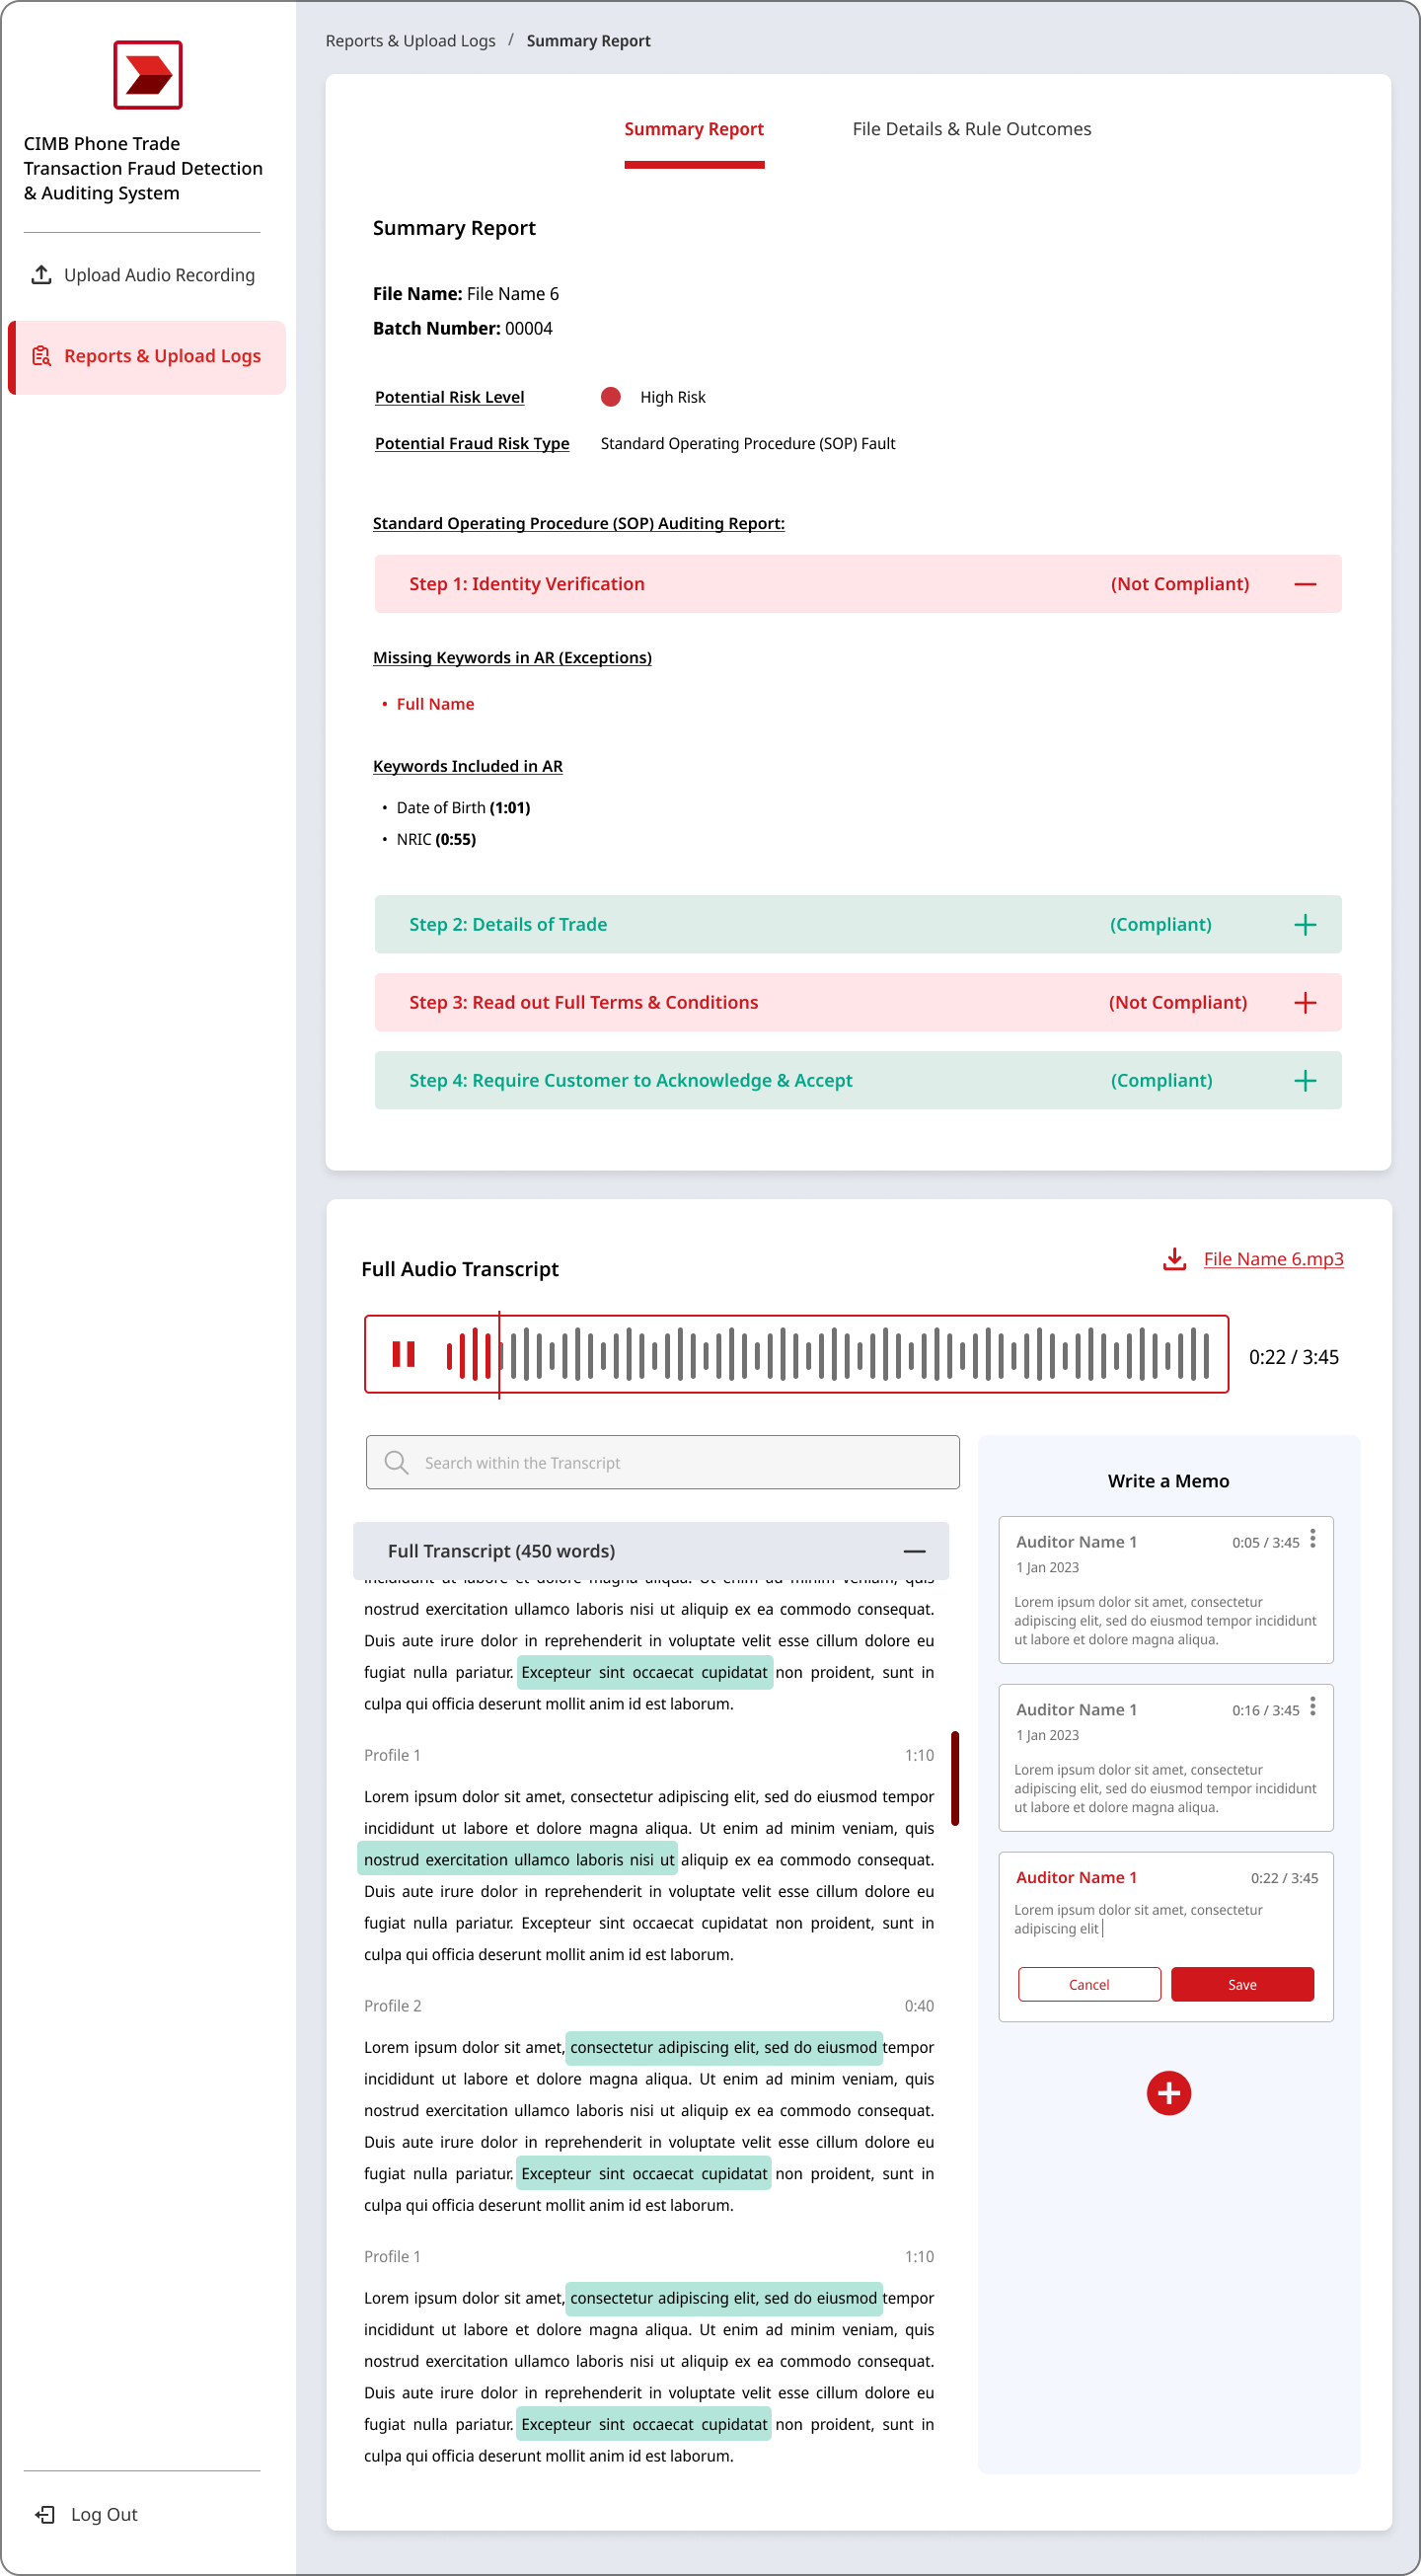 CIMB Phone Trade
Transaction Fraud Detection
& Auditing System
Upload Audio Recording
Reports & Upload Logs
Log Out
Reports & Upload Logs / Summary Report
Summary Report
File Details & Rule Outcomes
Summary Report
File Name: File Name 6
Batch Number: 00004
Potential Risk Level High Risk
Potential Fraud Risk Type Standard Operating Procedure (SOP) Fault
Standard Operating Procedure (SOP) Auditing Report:
Step 1: Identity Verification (Not Compliant)
Missing Keywords in AR (Exceptions)
• Full Name
Keywords Included in AR
• Date of Birth (1:01)
• NRIC (0:55)
Step 2: Details of Trade (Compliant)
Step 3: Read out Full Terms & Conditions (Not Compliant)
Step 4: Require Customer to Acknowledge & Accept (Compliant)
Full Audio Transcript
File Name 6.mp3
0:22 / 3:45
Search within the Transcript
Full Transcript (450 words)
incididunt ut labore et dolore magna aliqua. Ut enim ad minim veniam, quis
nostrud exercitation ullamco laboris nisi ut aliquip ex ea commodo consequat.
Duis aute irure dolor in reprehenderit in voluptate velit esse cillum dolore eu
fugiat nulla pariatur. Excepteur sint occaecat cupidatat non proident, sunt in
culpa qui officia deserunt mollit anim id est laborum.
Profile 1 1:10
Lorem ipsum dolor sit amet, consectetur adipiscing elit, sed do eiusmod tempor
incididunt ut labore et dolore magna aliqua. Ut enim ad minim veniam, quis
nostrud exercitation ullamco laboris nisi ut aliquip ex ea commodo consequat.
Duis aute irure dolor in reprehenderit in voluptate velit esse cillum dolore eu
fugiat nulla pariatur. Excepteur sint occaecat cupidatat non proident, sunt in
culpa qui officia deserunt mollit anim id est laborum.
Profile 2 0:40
Lorem ipsum dolor sit amet, consectetur adipiscing elit, sed do eiusmod tempor
incididunt ut labore et dolore magna aliqua. Ut enim ad minim veniam, quis
nostrud exercitation ullamco laboris nisi ut aliquip ex ea commodo consequat.
Duis aute irure dolor in reprehenderit in voluptate velit esse cillum dolore eu
fugiat nulla pariatur. Excepteur sint occaecat cupidatat non proident, sunt in
culpa qui officia deserunt mollit anim id est laborum.
Profile 1 1:10
Lorem ipsum dolor sit amet, consectetur adipiscing elit, sed do eiusmod tempor
incididunt ut labore et dolore magna aliqua. Ut enim ad minim veniam, quis
nostrud exercitation ullamco laboris nisi ut aliquip ex ea commodo consequat.
Duis aute irure dolor in reprehenderit in voluptate velit esse cillum dolore eu
fugiat nulla pariatur. Excepteur sint occaecat cupidatat non proident, sunt in
culpa qui officia deserunt mollit anim id est laborum.
Write a Memo
Auditor Name 1 0:05 / 3:45
1 Jan 2023
Lorem ipsum dolor sit amet, consectetur
adipiscing elit, sed do eiusmod tempor incididunt
ut labore et dolore magna aliqua.
Auditor Name 1 0:16 / 3:45
1 Jan 2023
Lorem ipsum dolor sit amet, consectetur
adipiscing elit, sed do eiusmod tempor incididunt
ut labore et dolore magna aliqua.
Auditor Name 1 0:22 / 3:45
Lorem ipsum dolor sit amet, consectetur
adipiscing elit
Cancel Save